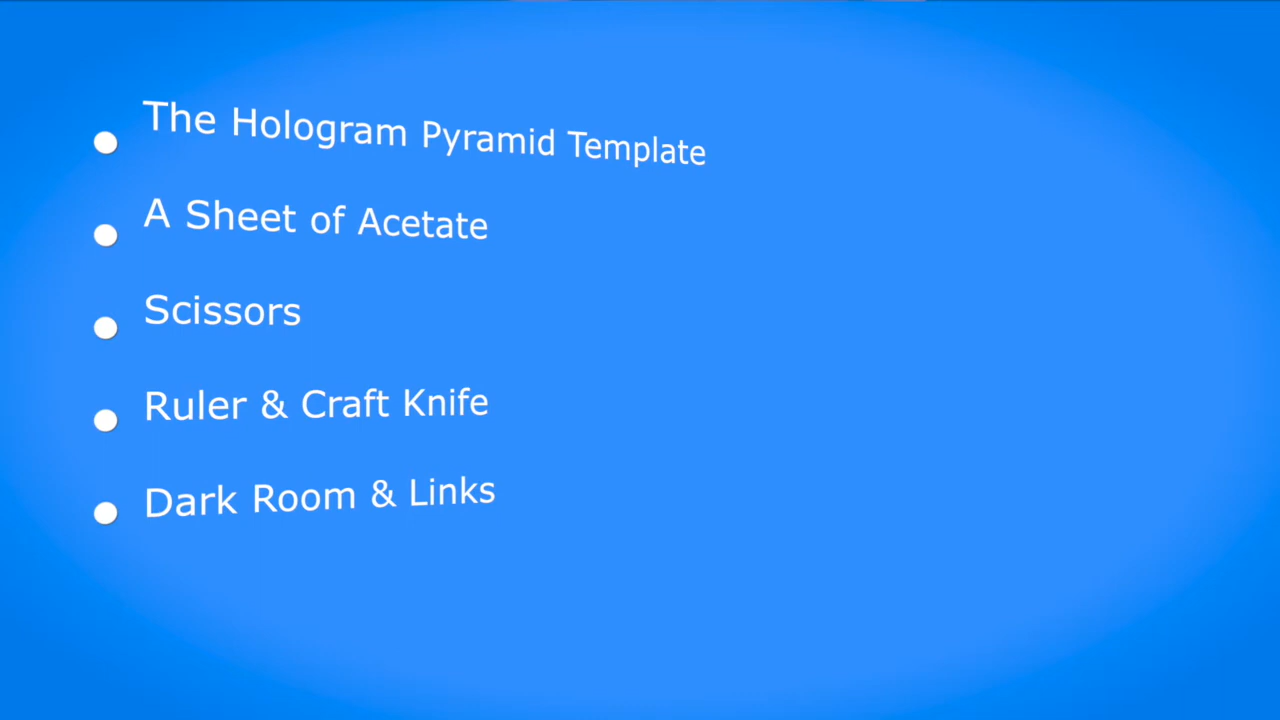 The Hologram Pyramid Template
A Sheet of Acetate
Scissors
Ruler & Craft Knife
Dark Room & Links